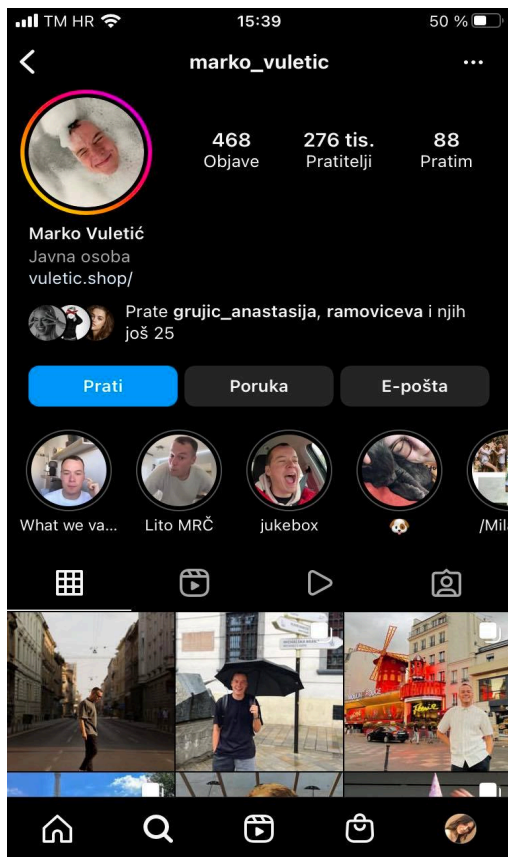 TM HR 15:39 50 %
marko_vuletic
468 276 tis. 88
Objave Pratitelji Pratim
Marko Vuletić
Javna osoba
vuletic.shop/
Prate grujic_anastasija, ramoviceva i njih
još 25
Prati Poruka E-pošta
What we va... Lito MRČ jukebox /Mil